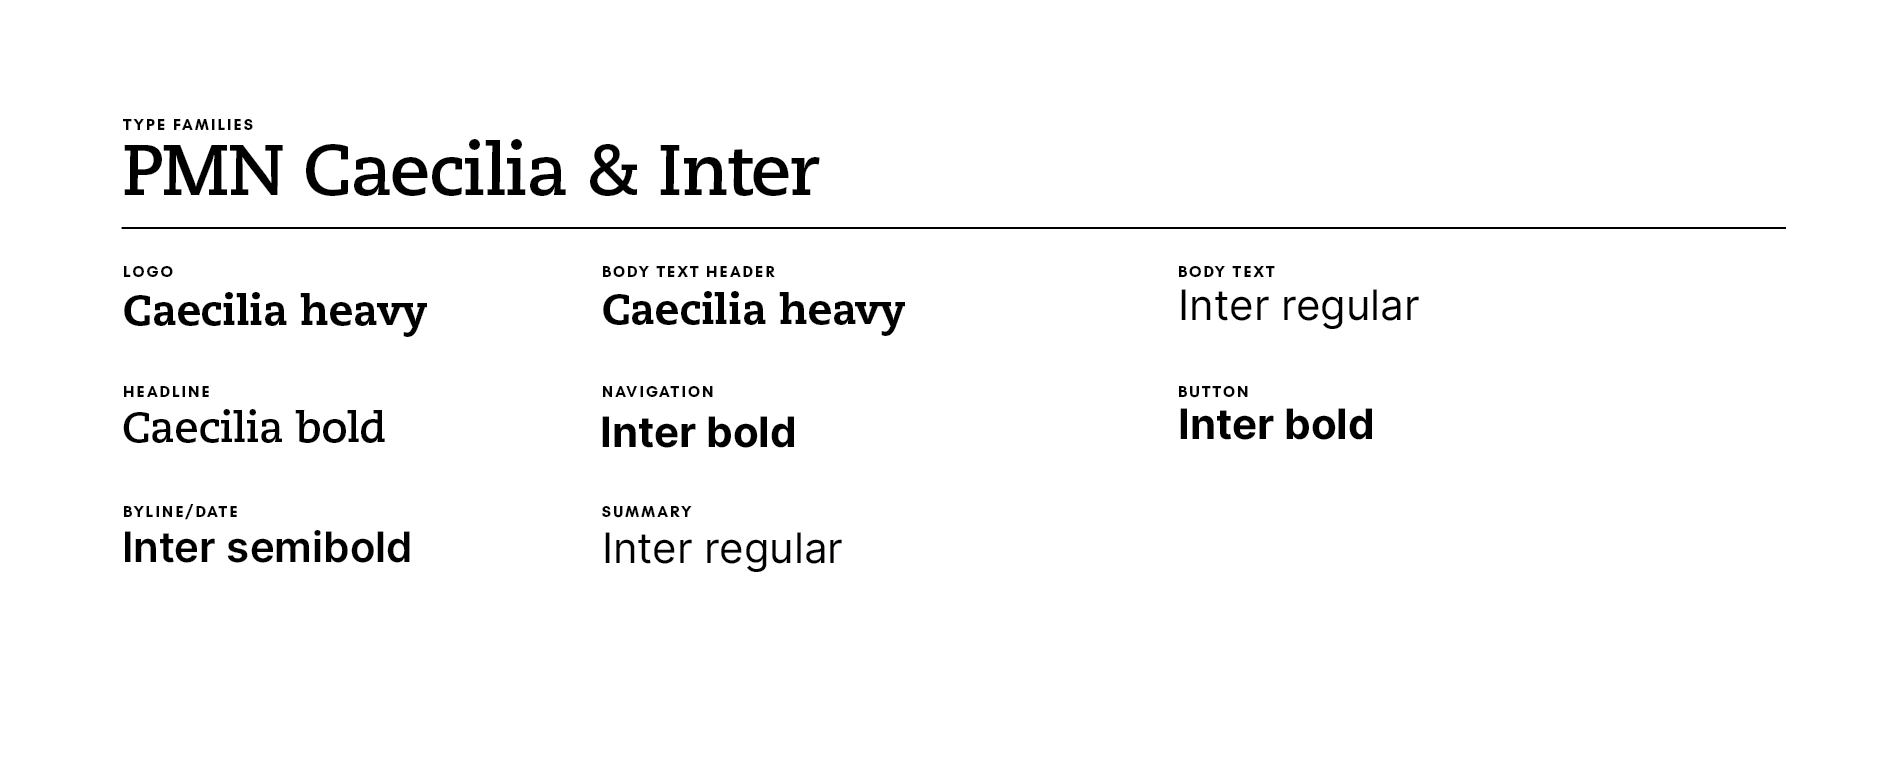 TYPE FAMILIES
PMN Caecilia & Inter
LOGO
Caecilia heavy
BODY TEXT HEADER
Caecilia heavy
BODY TEXT
Inter regular
HEADLINE
Caecilia bold
NAVIGATION
Inter bold
BUTTON
Inter bold
BYLINE/DATE
Inter semibold
SUMMARY
Inter regular